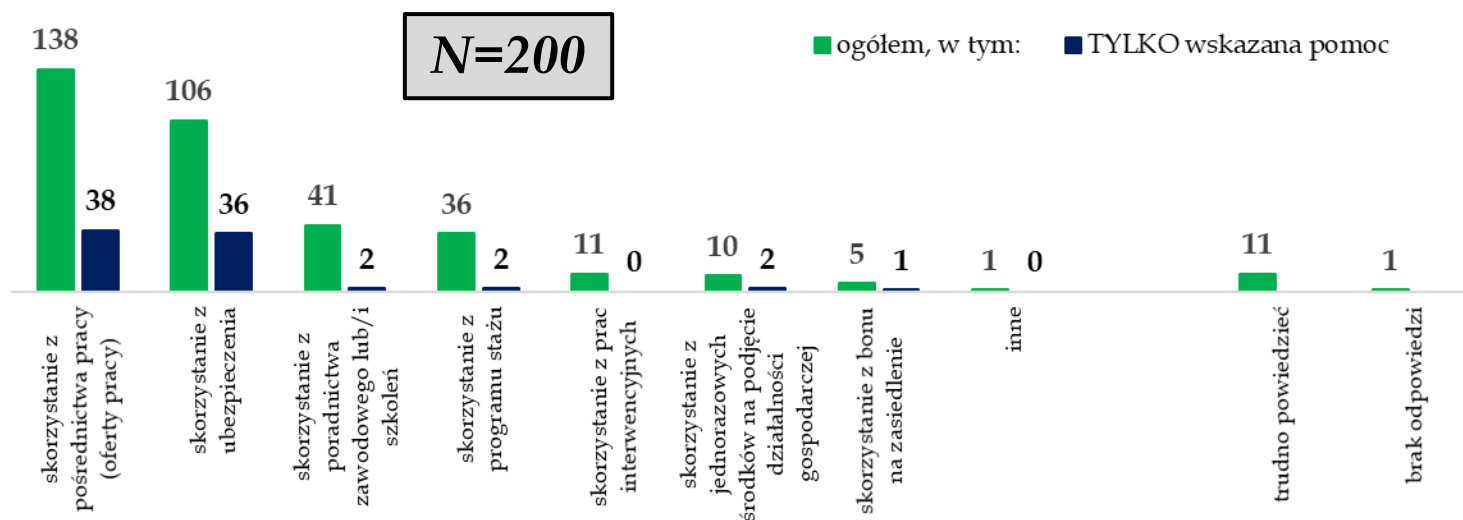 N=200
ogółem, w tym:
TYLKO wskazana pomoc
138
38
106
36
41
2
36
2
11
0
10
2
5
1
1
0
11
1
skorzystanie z
pośrednictwa pracy
(oferty pracy)
skorzystanie z
ubezpieczenia
skorzystanie z
poradnictwa
zawodowego lub/i
szkoleń
skorzystanie z
programu stażu
skorzystanie z prac
interwencyjnych
skorzystanie z
jednorazowych
środków na podjęcie
działalności
gospodarczej
skorzystanie z bonu
na zasiedlenie
inne
trudno powiedzieć
brak odpowiedzi